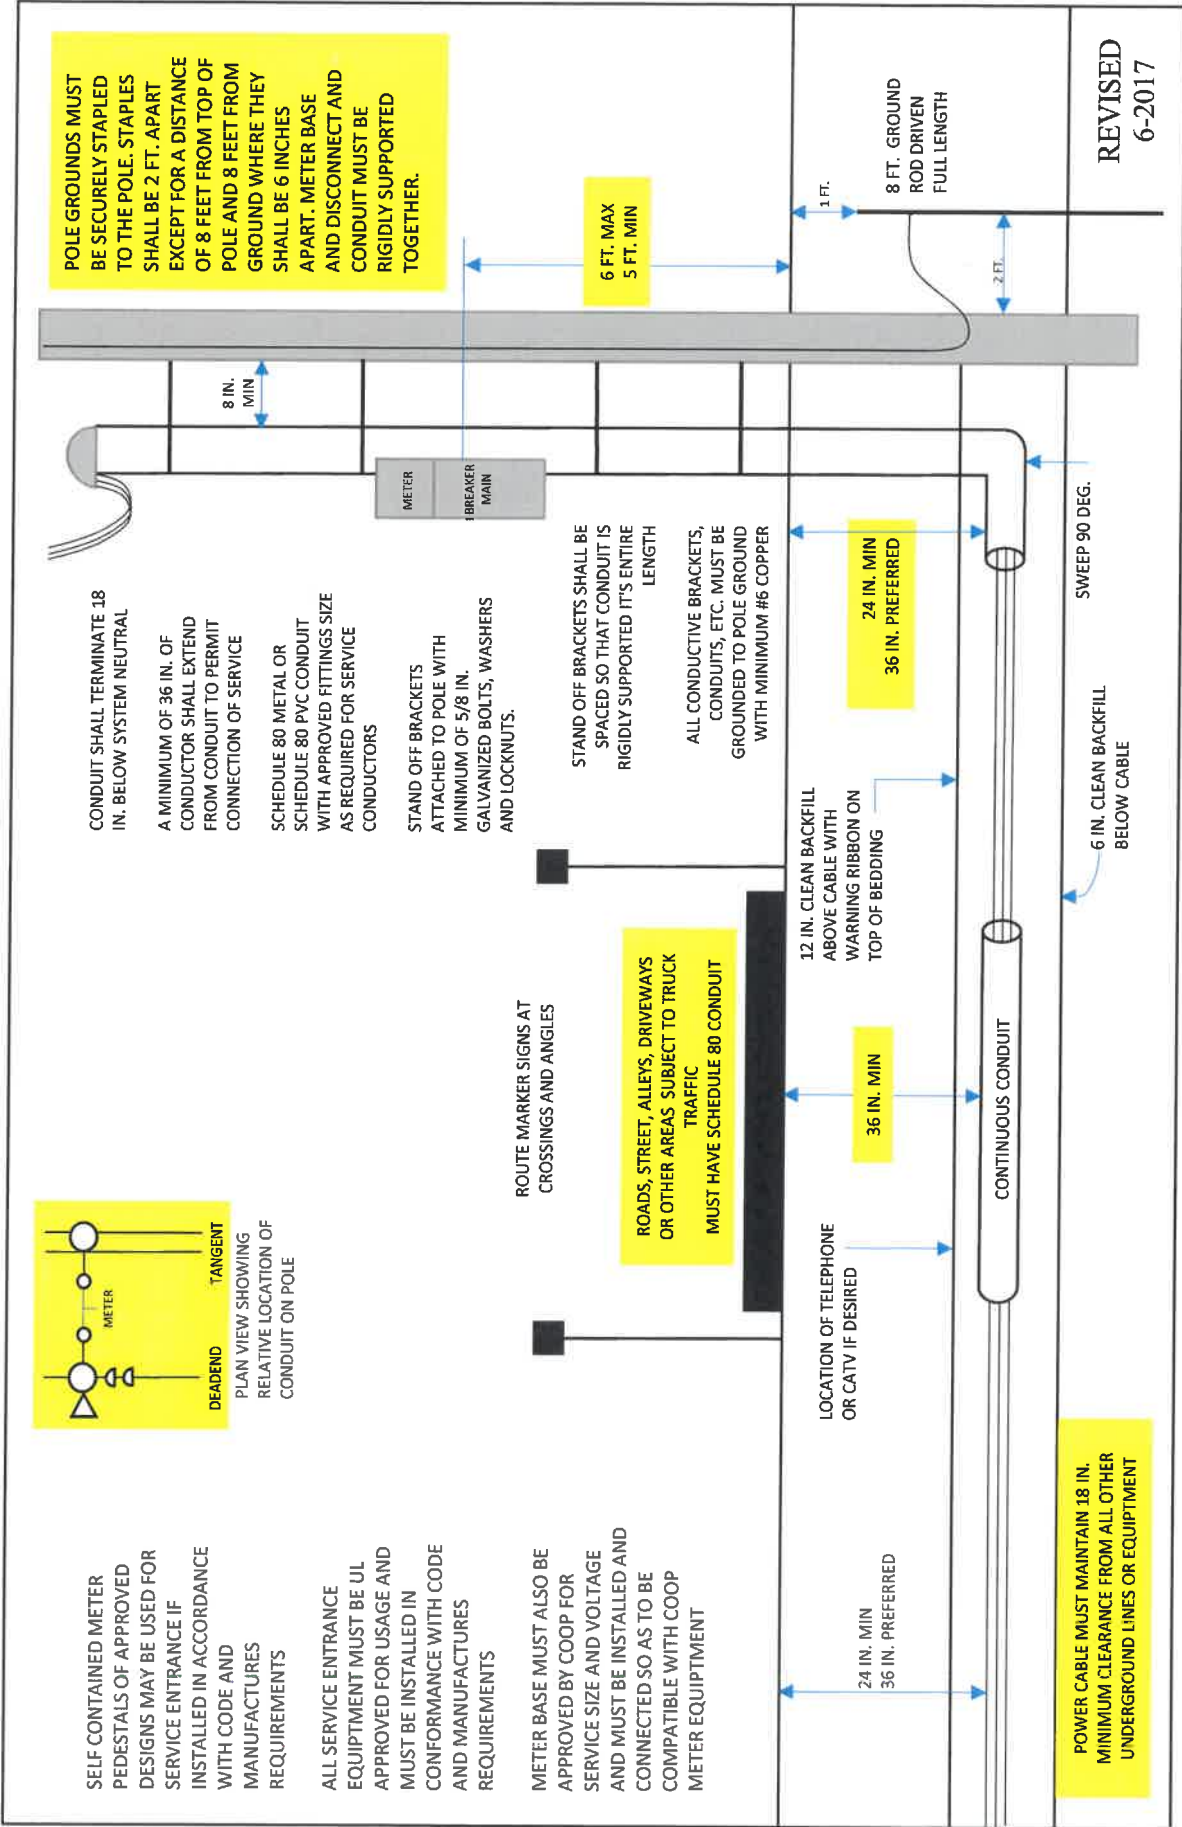 SELF CONTAINED METER
PEDESTALS OF APPROVED
DESIGNS MAY BE USED FOR
SERVICE ENTRANCE IF
INSTALLED IN ACCORDANCE
WITH CODE AND
MANUFACTURES
REQUIREMENTS
ALL SERVICE ENTRANCE
EQUIPTMENT MUST BE UL
APPROVED FOR USAGE AND
MUST BE INSTALLED IN
CONFORMANCE WITH CODE
AND MANUFACTURES
REQUIREMENTS
METER BASE MUST ALSO BE
APPROVED BY COOP FOR
SERVICE SIZE AND VOLTAGE
AND MUST BE INSTALLED AND
CONNECTED SO AS TO BE
COMPATIBLE WITH COOP
METER EQUIPTMENT
METER
DEADEND
TANGENT
PLAN VIEW SHOWING
RELATIVE LOCATION OF
CONDUIT ON POLE
CONDUIT SHALL TERMINATE 18
IN. BELOW SYSTEM NEUTRAL
A MINIMUM OF 36 IN. OF
CONDUCTOR SHALL EXTEND
FROM CONDUIT TO PERMIT
CONNECTION OF SERVICE
SCHEDULE 80 METAL OR
SCHEDULE 80 PVC CONDUIT
WITH APPROVED FITTINGS SIZE
AS REQUIRED FOR SERVICE
CONDUCTORS
STAND OFF BRACKETS
ATTACHED TO POLE WITH
MINIMUM OF 5/8 IN.
GALVANIZED BOLTS, WASHERS
AND LOCKNUTS.
STAND OFF BRACKETS SHALL BE
SPACED SO THAT CONDUIT IS
RIGIDLY SUPPORTED IT'S ENTIRE
LENGTH
ALL CONDUCTIVE BRACKETS,
CONDUITS, ETC. MUST BE
GROUNDED TO POLE GROUND
WITH MINIMUM #6 COPPER
METER
BREAKER
MAIN
8 IN.
MIN
POLE GROUNDS MUST
BE SECURELY STAPLED
TO THE POLE. STAPLES
SHALL BE 2 FT. APART
EXCEPT FOR A DISTANCE
OF 8 FEET FROM TOP OF
POLE AND 8 FEET FROM
GROUND WHERE THEY
SHALL BE 6 INCHES
APART. METER BASE
AND DISCONNECT AND
CONDUIT MUST BE
RIGIDLY SUPPORTED
TOGETHER.
6 FT. MAX
5 FT. MIN
ROUTE MARKER SIGNS AT
CROSSINGS AND ANGLES
ROADS, STREET, ALLEYS, DRIVEWAYS
OR OTHER AREAS SUBJECT TO TRUCK
TRAFFIC
MUST HAVE SCHEDULE 80 CONDUIT
24 IN. MIN
36 IN. PREFERRED
LOCATION OF TELEPHONE
OR CATV IF DESIRED
36 IN. MIN
12 IN. CLEAN BACKFILL
ABOVE CABLE WITH
WARNING RIBBON ON
TOP OF BEDDING
24 IN. MIN
36 IN. PREFERRED
1 FT.
8 FT. GROUND
ROD DRIVEN
FULL LENGTH
2 FT.
CONTINUOUS CONDUIT
SWEEP 90 DEG.
6 IN. CLEAN BACKFILL
BELOW CABLE
POWER CABLE MUST MAINTAIN 18 IN.
MINIMUM CLEARANCE FROM ALL OTHER
UNDERGROUND LINES OR EQUIPTMENT
REVISED
6-2017